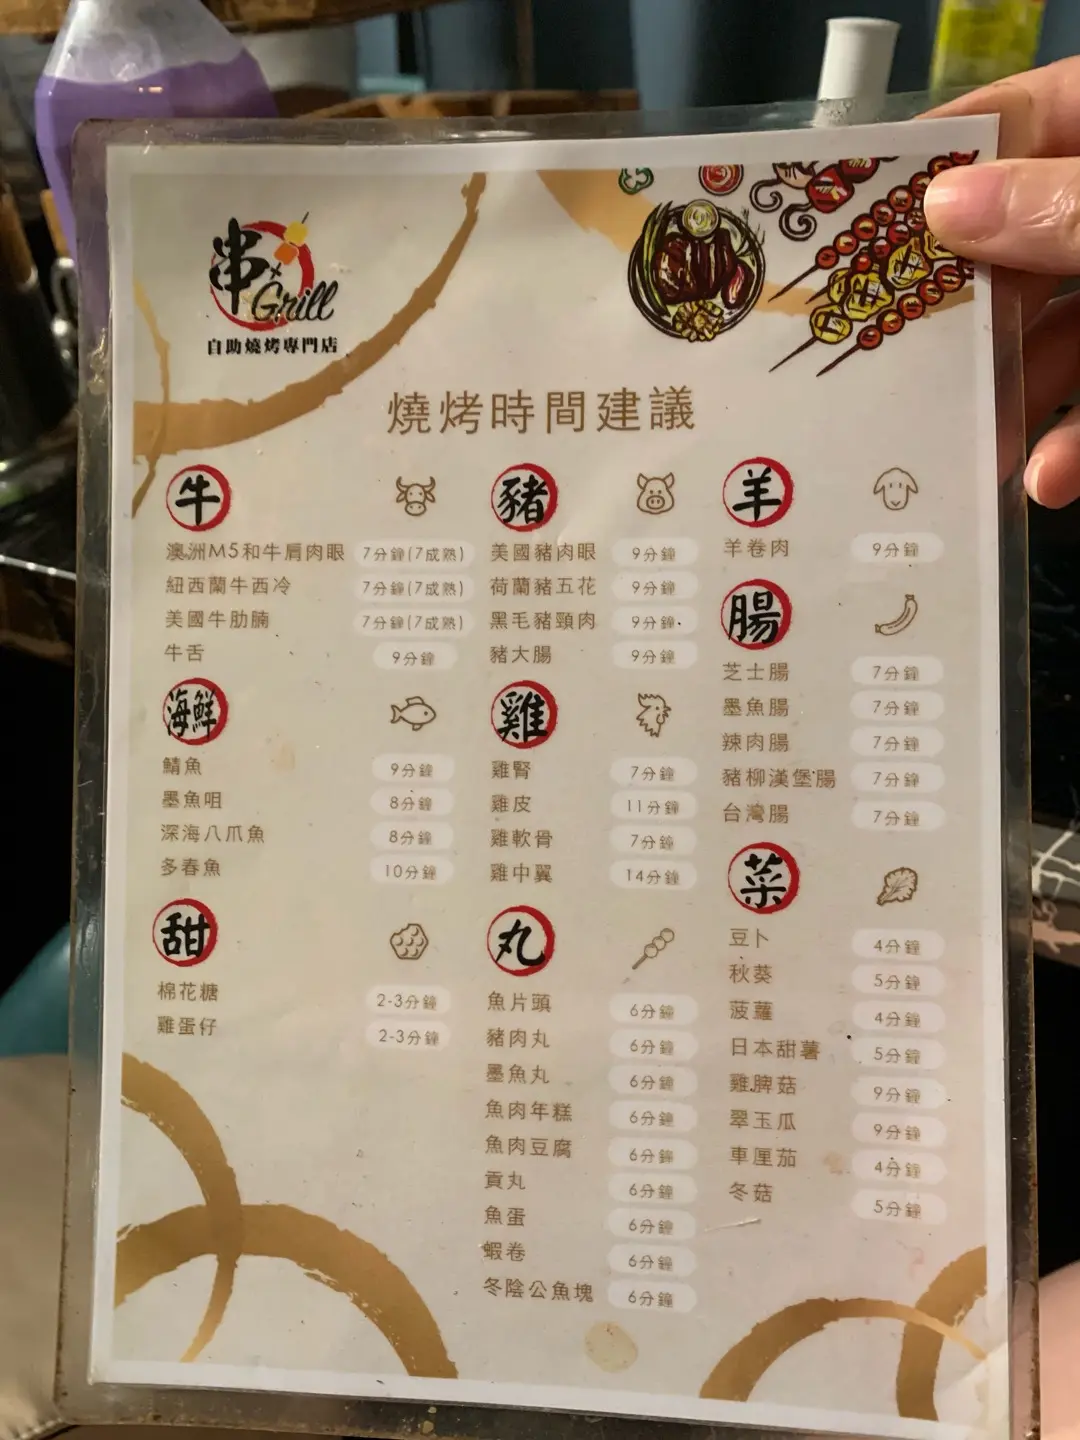 串
Grill
自助燒烤專門店
燒烤時間建議
牛
澳洲M5和牛肩肉眼 7分鐘(7成熟)
紐西蘭牛西冷 7分鐘(7成熟)
美國牛肋腩 7分鐘(7成熟)
牛舌 9分鐘
海鮮
鯖魚 9分鐘
墨魚咀 8分鐘
深海八爪魚 8分鐘
多春魚 10分鐘
甜
棉花糖 2-3分鐘
雞蛋仔 2-3分鐘
豬
美國豬肉眼 9分鐘
荷蘭豬五花 9分鐘
黑毛豬頸肉 9分鐘
豬大腸 9分鐘
雞
雞腎 7分鐘
雞皮 11分鐘
雞軟骨 7分鐘
雞中翼 14分鐘
丸
魚片頭 6分鐘
豬肉丸 6分鐘
墨魚丸 6分鐘
魚肉年糕 6分鐘
魚肉豆腐 6分鐘
貢丸 6分鐘
魚蛋 6分鐘
蝦卷 6分鐘
冬陰公魚塊 6分鐘
羊
羊卷肉 9分鐘
腸
芝士腸 7分鐘
墨魚腸 7分鐘
辣肉腸 7分鐘
豬柳漢堡腸 7分鐘
台灣腸 7分鐘
菜
豆卜 4分鐘
秋葵 5分鐘
菠蘿 4分鐘
日本甜薯 5分鐘
雞脾菇 9分鐘
翠玉瓜 9分鐘
車厘茄 4分鐘
冬菇 5分鐘